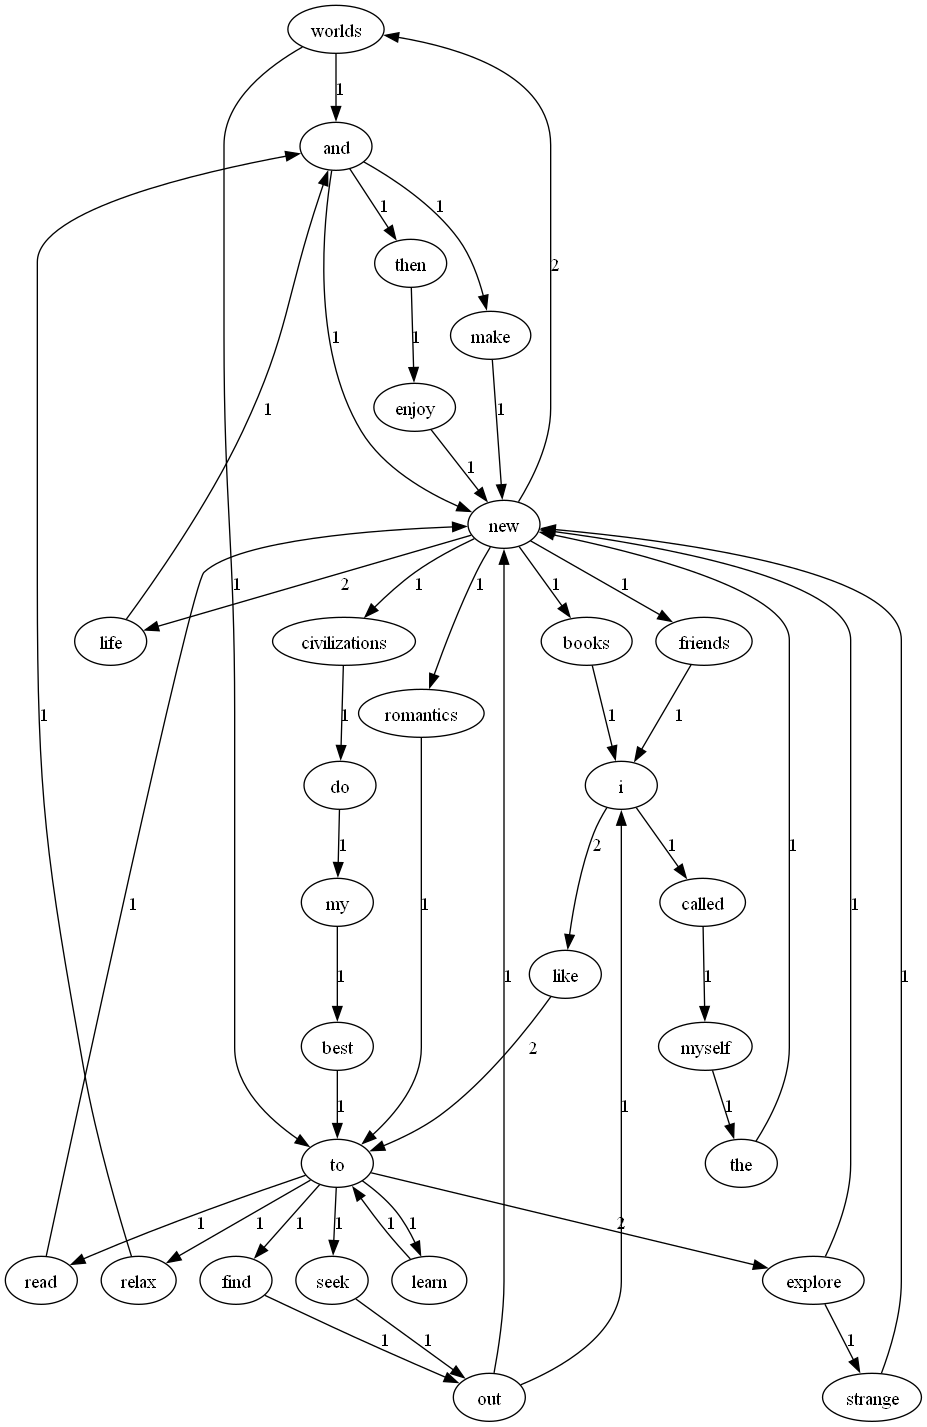 worlds
1
and
1
1
then
2
1
make
1
1
enjoy
1
1
1
new
1
2
1
1
1
1
life
civilizations
books
friends
romantics
1
1
1
1
do
i
1
2
1
my
called
1
1
1
1
like
1
1
1
1
best
myself
2
1
1
to
the
1
1
1
1
1
1
2
read
relax
find
seek
learn
explore
1
1
1
out
strange